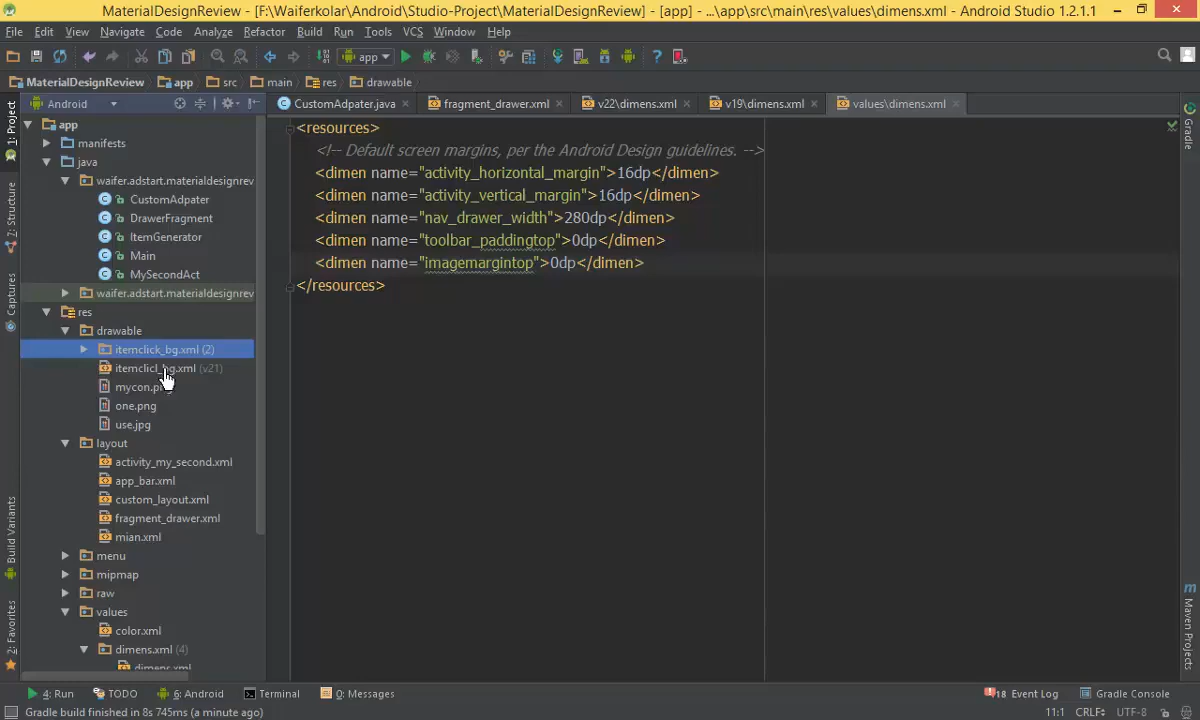 MaterialDesignReview - [F:\Waiferkolar\Android\Studio-Project\MaterialDesignReview] - [app] - ...\app\src\main\res\values\dimens.xml - Android Studio 1.2.1.1
File Edit View Navigate Code Analyze Refactor Build Run Tools VCS Window Help
app
MaterialDesignReview app src main res drawable
Android
CustomAdpater.java fragment_drawer.xml v22\dimens.xml v19\dimens.xml values\dimens.xml
1: Project
Z: Structure
Captures
Build Variants
2: Favorites
app
manifests
java
waifer.adstart.materialdesignrev
CustomAdpater
DrawerFragment
ItemGenerator
Main
MySecondAct
waifer.adstart.materialdesignrev
res
drawable
itemclick_bg.xml (2)
itemclicl_bg.xml (v21)
mycon.png
one.png
use.jpg
layout
activity_my_second.xml
app_bar.xml
custom_layout.xml
fragment_drawer.xml
mian.xml
menu
mipmap
raw
values
color.xml
dimens.xml (4)
dimens.xml
<resources>
<!-- Default screen margins, per the Android Design guidelines. -->
<dimen name="activity_horizontal_margin">16dp</dimen>
<dimen name="activity_vertical_margin">16dp</dimen>
<dimen name="nav_drawer_width">280dp</dimen>
<dimen name="toolbar_paddingtop">0dp</dimen>
<dimen name="imagemargintop">0dp</dimen>
</resources>
Gradle
m
Maven Projects
4: Run TODO 6: Android Terminal 0: Messages 18 Event Log Gradle Console
Gradle build finished in 8s 745ms (a minute ago) 11:1 CRLF UTF-8